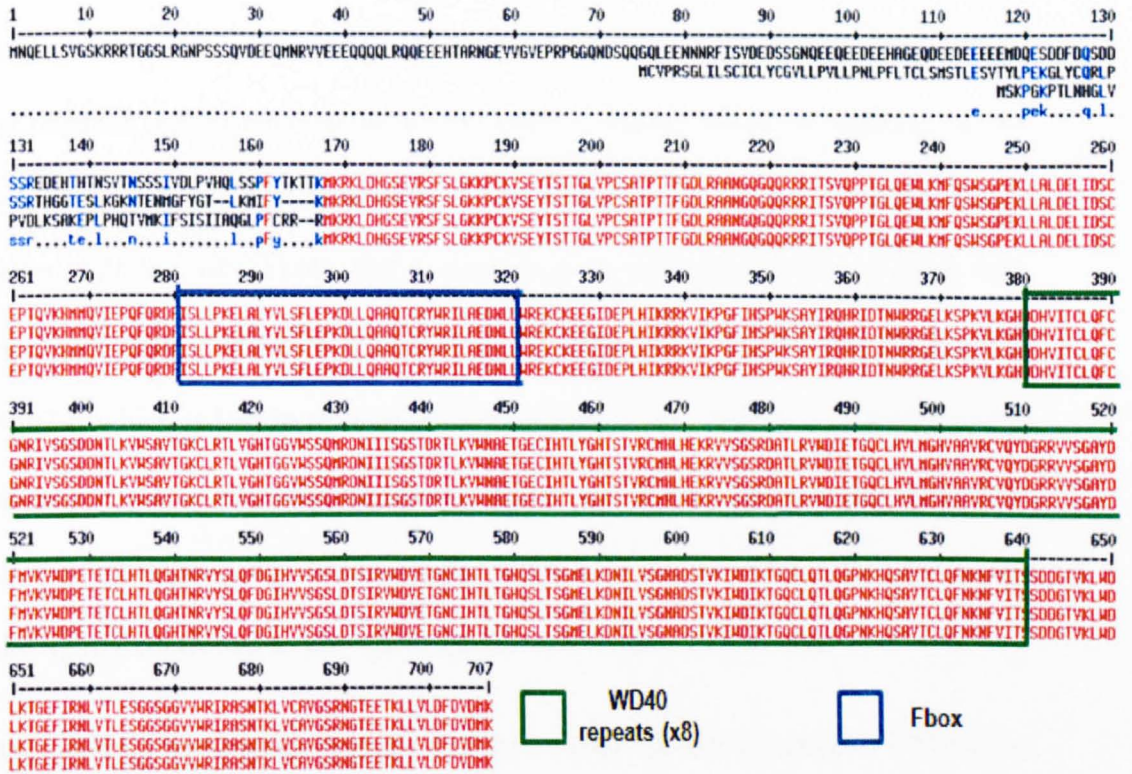 1 10 20 30 40 50 60 70 80 90 100 110 120 130
MNQELLSVGSKRRRTGGSLRGNPSSSQVDEEQMNRVVEEEQQQQLRQQEEEHTARNGEVVGVEPRPGGQNDSQQGQLEENNNRFISVDEDSSGNQEEQEEDEEHAGEQDEEDEEEEEMDQESDDFDQSDD
MCVPRSGLILSCICLYCGVLLPVLLPNLPFLTCLSMSTLESVTYLPEKGLYCQRLP
MSKPGKPTLNHGLV
.................................................................................................................e.....pek....q.l.
131 140 150 160 170 180 190 200 210 220 230 240 250 260
SSREDEHTHTNSVTNSSSIVDLPVHQLSSPFYTKTTKMKRKLDHGSEVRSFSLGKKPCKVSEYTSTTGLVPCSATPTTFGDLRAANGQGQQRRRITSVQPPTGLQEWLKMFQSWSGPEKLLALDELIDSC
SSRTHGGTESLKGKNTENMGFYGT--LKMIFY----KMKRKLDHGSEVRSFSLGKKPCKVSEYTSTTGLVPCSATPTTFGDLRAANGQGQQRRRITSVQPPTGLQEWLKMFQSWSGPEKLLALDELIDSC
PVDLKSAKEPLPHQTVMKIFSISIIAQGLPFCRR--RMKRKLDHGSEVRSFSLGKKPCKVSEYTSTTGLVPCSATPTTFGDLRAANGQGQQRRRITSVQPPTGLQEWLKMFQSWSGPEKLLALDELIDSC
ssr....te.l...n...i.......l..pFy....kMKRKLDHGSEVRSFSLGKKPCKVSEYTSTTGLVPCSATPTTFGDLRAANGQGQQRRRITSVQPPTGLQEWLKMFQSWSGPEKLLALDELIDSC
261 270 280 290 300 310 320 330 340 350 360 370 380 390
EPTQVKHMMQVIEPQFQRDFISLLPKELALYVLSFLEPKDLLQAAQTCRYWRILAEDNLLWREKCKEEGIDEPLHIKRRKVIKPGFIHSPWKSAYIRQHRIDTNWRRGELKSPKVLKGHDDHVITCLQFC
EPTQVKHMMQVIEPQFQRDFISLLPKELALYVLSFLEPKDLLQAAQTCRYWRILAEDNLLWREKCKEEGIDEPLHIKRRKVIKPGFIHSPWKSAYIRQHRIDTNWRRGELKSPKVLKGHDDHVITCLQFC
EPTQVKHMMQVIEPQFQRDFISLLPKELALYVLSFLEPKDLLQAAQTCRYWRILAEDNLLWREKCKEEGIDEPLHIKRRKVIKPGFIHSPWKSAYIRQHRIDTNWRRGELKSPKVLKGHDDHVITCLQFC
EPTQVKHMMQVIEPQFQRDFISLLPKELALYVLSFLEPKDLLQAAQTCRYWRILAEDNLLWREKCKEEGIDEPLHIKRRKVIKPGFIHSPWKSAYIRQHRIDTNWRRGELKSPKVLKGHDDHVITCLQFC
391 400 410 420 430 440 450 460 470 480 490 500 510 520
GNRIVSGSDDNTLKVWSAVTGKCLRTLVGHTGGVWSSQMRDNIIISGSTDRTLKVWNAETGECIHTLYGHTSTVRCMHLHEKRVVSGSRDATLRVWDIETGQCLHVLMGHVAAVRCVQYDGRRVVSGAYD
GNRIVSGSDDNTLKVWSAVTGKCLRTLVGHTGGVWSSQMRDNIIISGSTDRTLKVWNAETGECIHTLYGHTSTVRCMHLHEKRVVSGSRDATLRVWDIETGQCLHVLMGHVAAVRCVQYDGRRVVSGAYD
GNRIVSGSDDNTLKVWSAVTGKCLRTLVGHTGGVWSSQMRDNIIISGSTDRTLKVWNAETGECIHTLYGHTSTVRCMHLHEKRVVSGSRDATLRVWDIETGQCLHVLMGHVAAVRCVQYDGRRVVSGAYD
GNRIVSGSDDNTLKVWSAVTGKCLRTLVGHTGGVWSSQMRDNIIISGSTDRTLKVWNAETGECIHTLYGHTSTVRCMHLHEKRVVSGSRDATLRVWDIETGQCLHVLMGHVAAVRCVQYDGRRVVSGAYD
521 530 540 550 560 570 580 590 600 610 620 630 640 650
FMVKVWDPETETCLHTLQGHTNRVYSLQFDGIHVVSGSLDTSIRVWDVETGNCIHTLTGHQSLTSGMELKDNILVSGNADSTVKIWDIKTGQCLQTLQGPNKHQSAVTCLQFNKNFVITSSDDGTVKLWD
FMVKVWDPETETCLHTLQGHTNRVYSLQFDGIHVVSGSLDTSIRVWDVETGNCIHTLTGHQSLTSGMELKDNILVSGNADSTVKIWDIKTGQCLQTLQGPNKHQSAVTCLQFNKNFVITSSDDGTVKLWD
FMVKVWDPETETCLHTLQGHTNRVYSLQFDGIHVVSGSLDTSIRVWDVETGNCIHTLTGHQSLTSGMELKDNILVSGNADSTVKIWDIKTGQCLQTLQGPNKHQSAVTCLQFNKNFVITSSDDGTVKLWD
FMVKVWDPETETCLHTLQGHTNRVYSLQFDGIHVVSGSLDTSIRVWDVETGNCIHTLTGHQSLTSGMELKDNILVSGNADSTVKIWDIKTGQCLQTLQGPNKHQSAVTCLQFNKNFVITSSDDGTVKLWD
651 660 670 680 690 700 707
LKTGEFIRNLVTLESGGSGGVVWRIRASNTKLVCAVGSRNGTEETKLLVLDFDVDMK
LKTGEFIRNLVTLESGGSGGVVWRIRASNTKLVCAVGSRNGTEETKLLVLDFDVDMK
LKTGEFIRNLVTLESGGSGGVVWRIRASNTKLVCAVGSRNGTEETKLLVLDFDVDMK
LKTGEFIRNLVTLESGGSGGVVWRIRASNTKLVCAVGSRNGTEETKLLVLDFDVDMK
WD40
repeats (x8)
Fbox